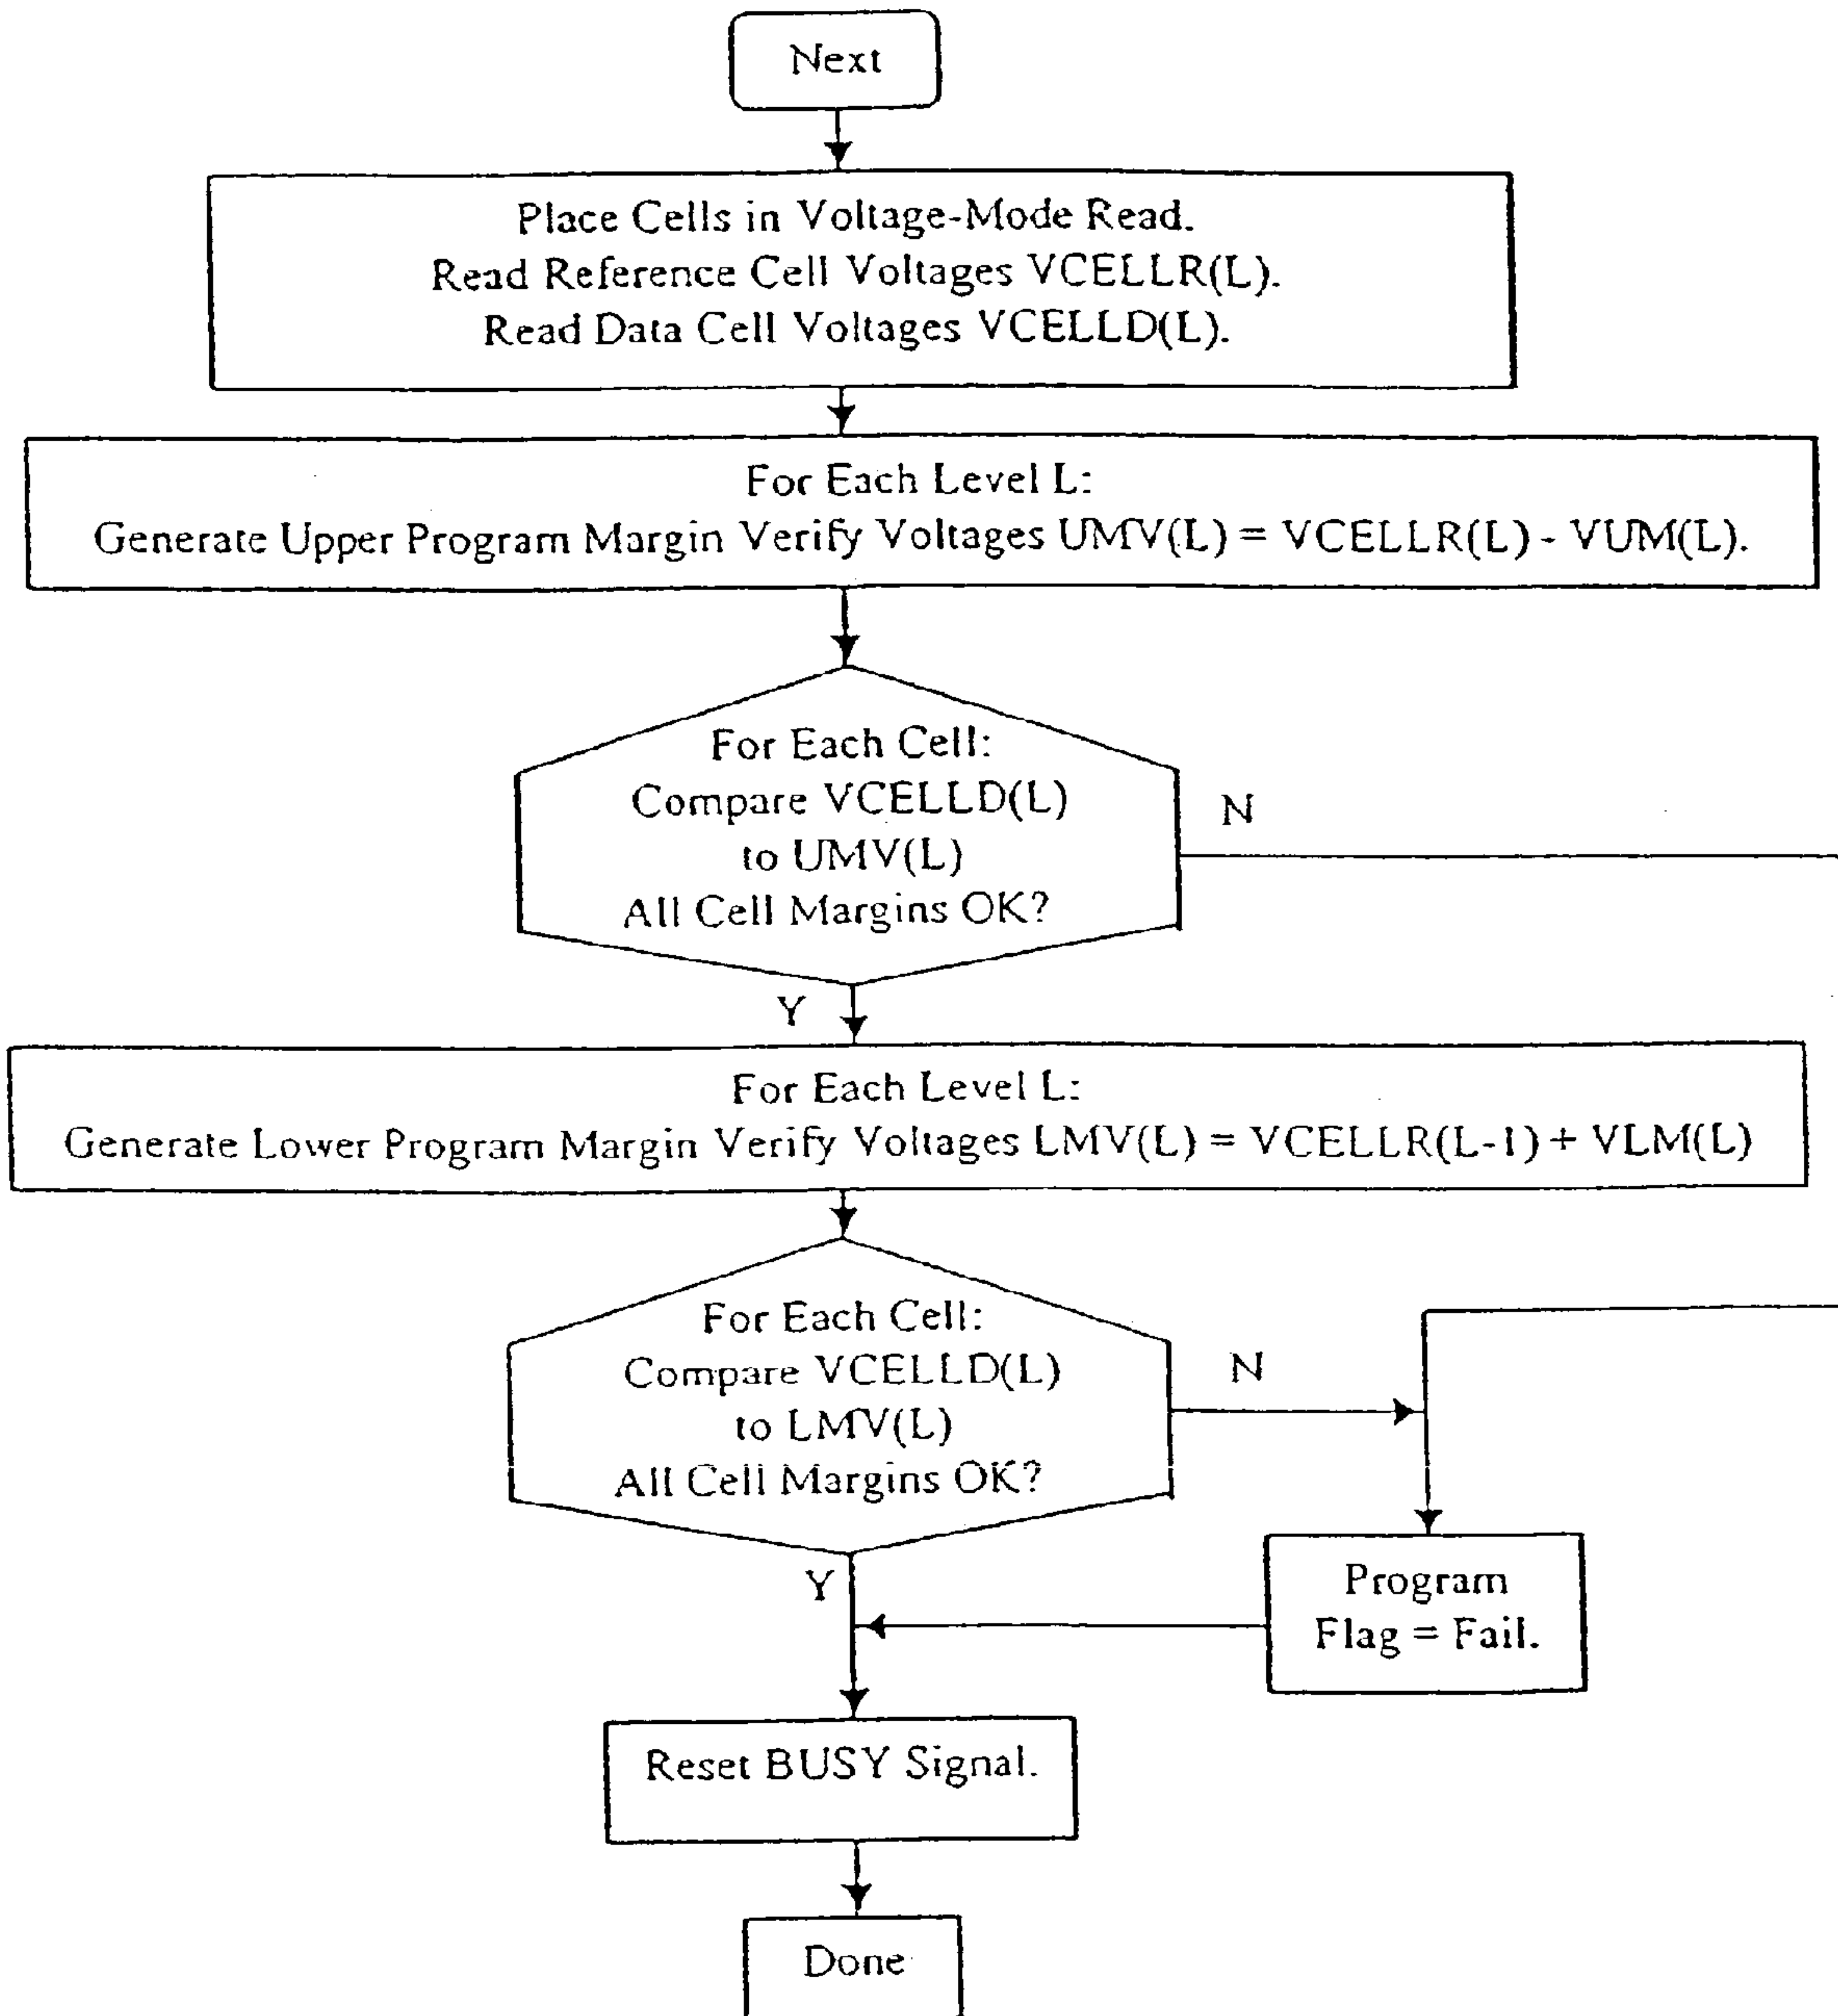 Next
Place Cells in Voltage-Mode Read.
Read Reference Cell Voltages VCELLR(L).
Read Data Cell Voltages VCELLD(L).
For Each Level L:
Generate Upper Program Margin Verify Voltages UMV(L) = VCELLR(L) - VUM(L).
For Each Cell:
Compare VCELLD(L)
to UMV(L)
All Cell Margins OK?
N
Y
For Each Level L:
Generate Lower Program Margin Verify Voltages LMV(L) = VCELLR(L-1) + VLM(L)
For Each Cell:
Compare VCELLD(L)
to LMV(L)
All Cell Margins OK?
N
Y
Program
Flag = Fail.
Reset BUSY Signal.
Done